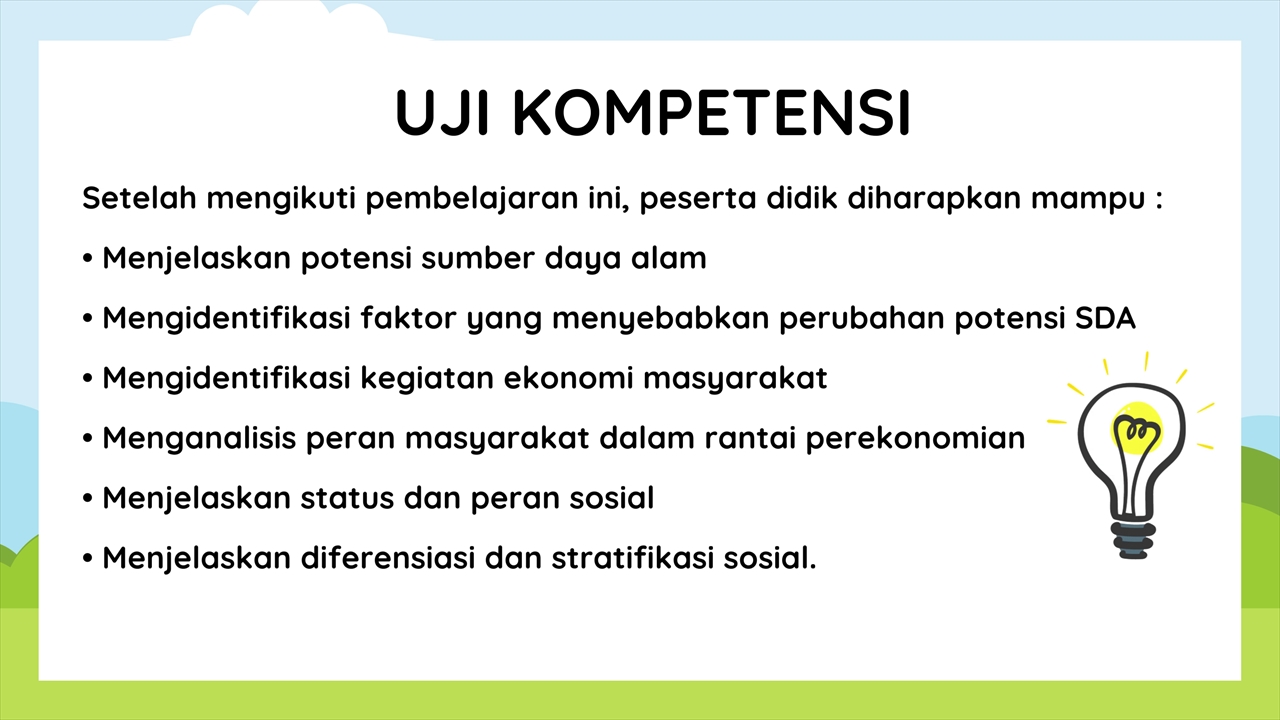 UJI KOMPETENSI
Setelah mengikuti pembelajaran ini, peserta didik diharapkan mampu :
• Menjelaskan potensi sumber daya alam
• Mengidentifikasi faktor yang menyebabkan perubahan potensi SDA
• Mengidentifikasi kegiatan ekonomi masyarakat
• Menganalisis peran masyarakat dalam rantai perekonomian
• Menjelaskan status dan peran sosial
• Menjelaskan diferensiasi dan stratifikasi sosial.